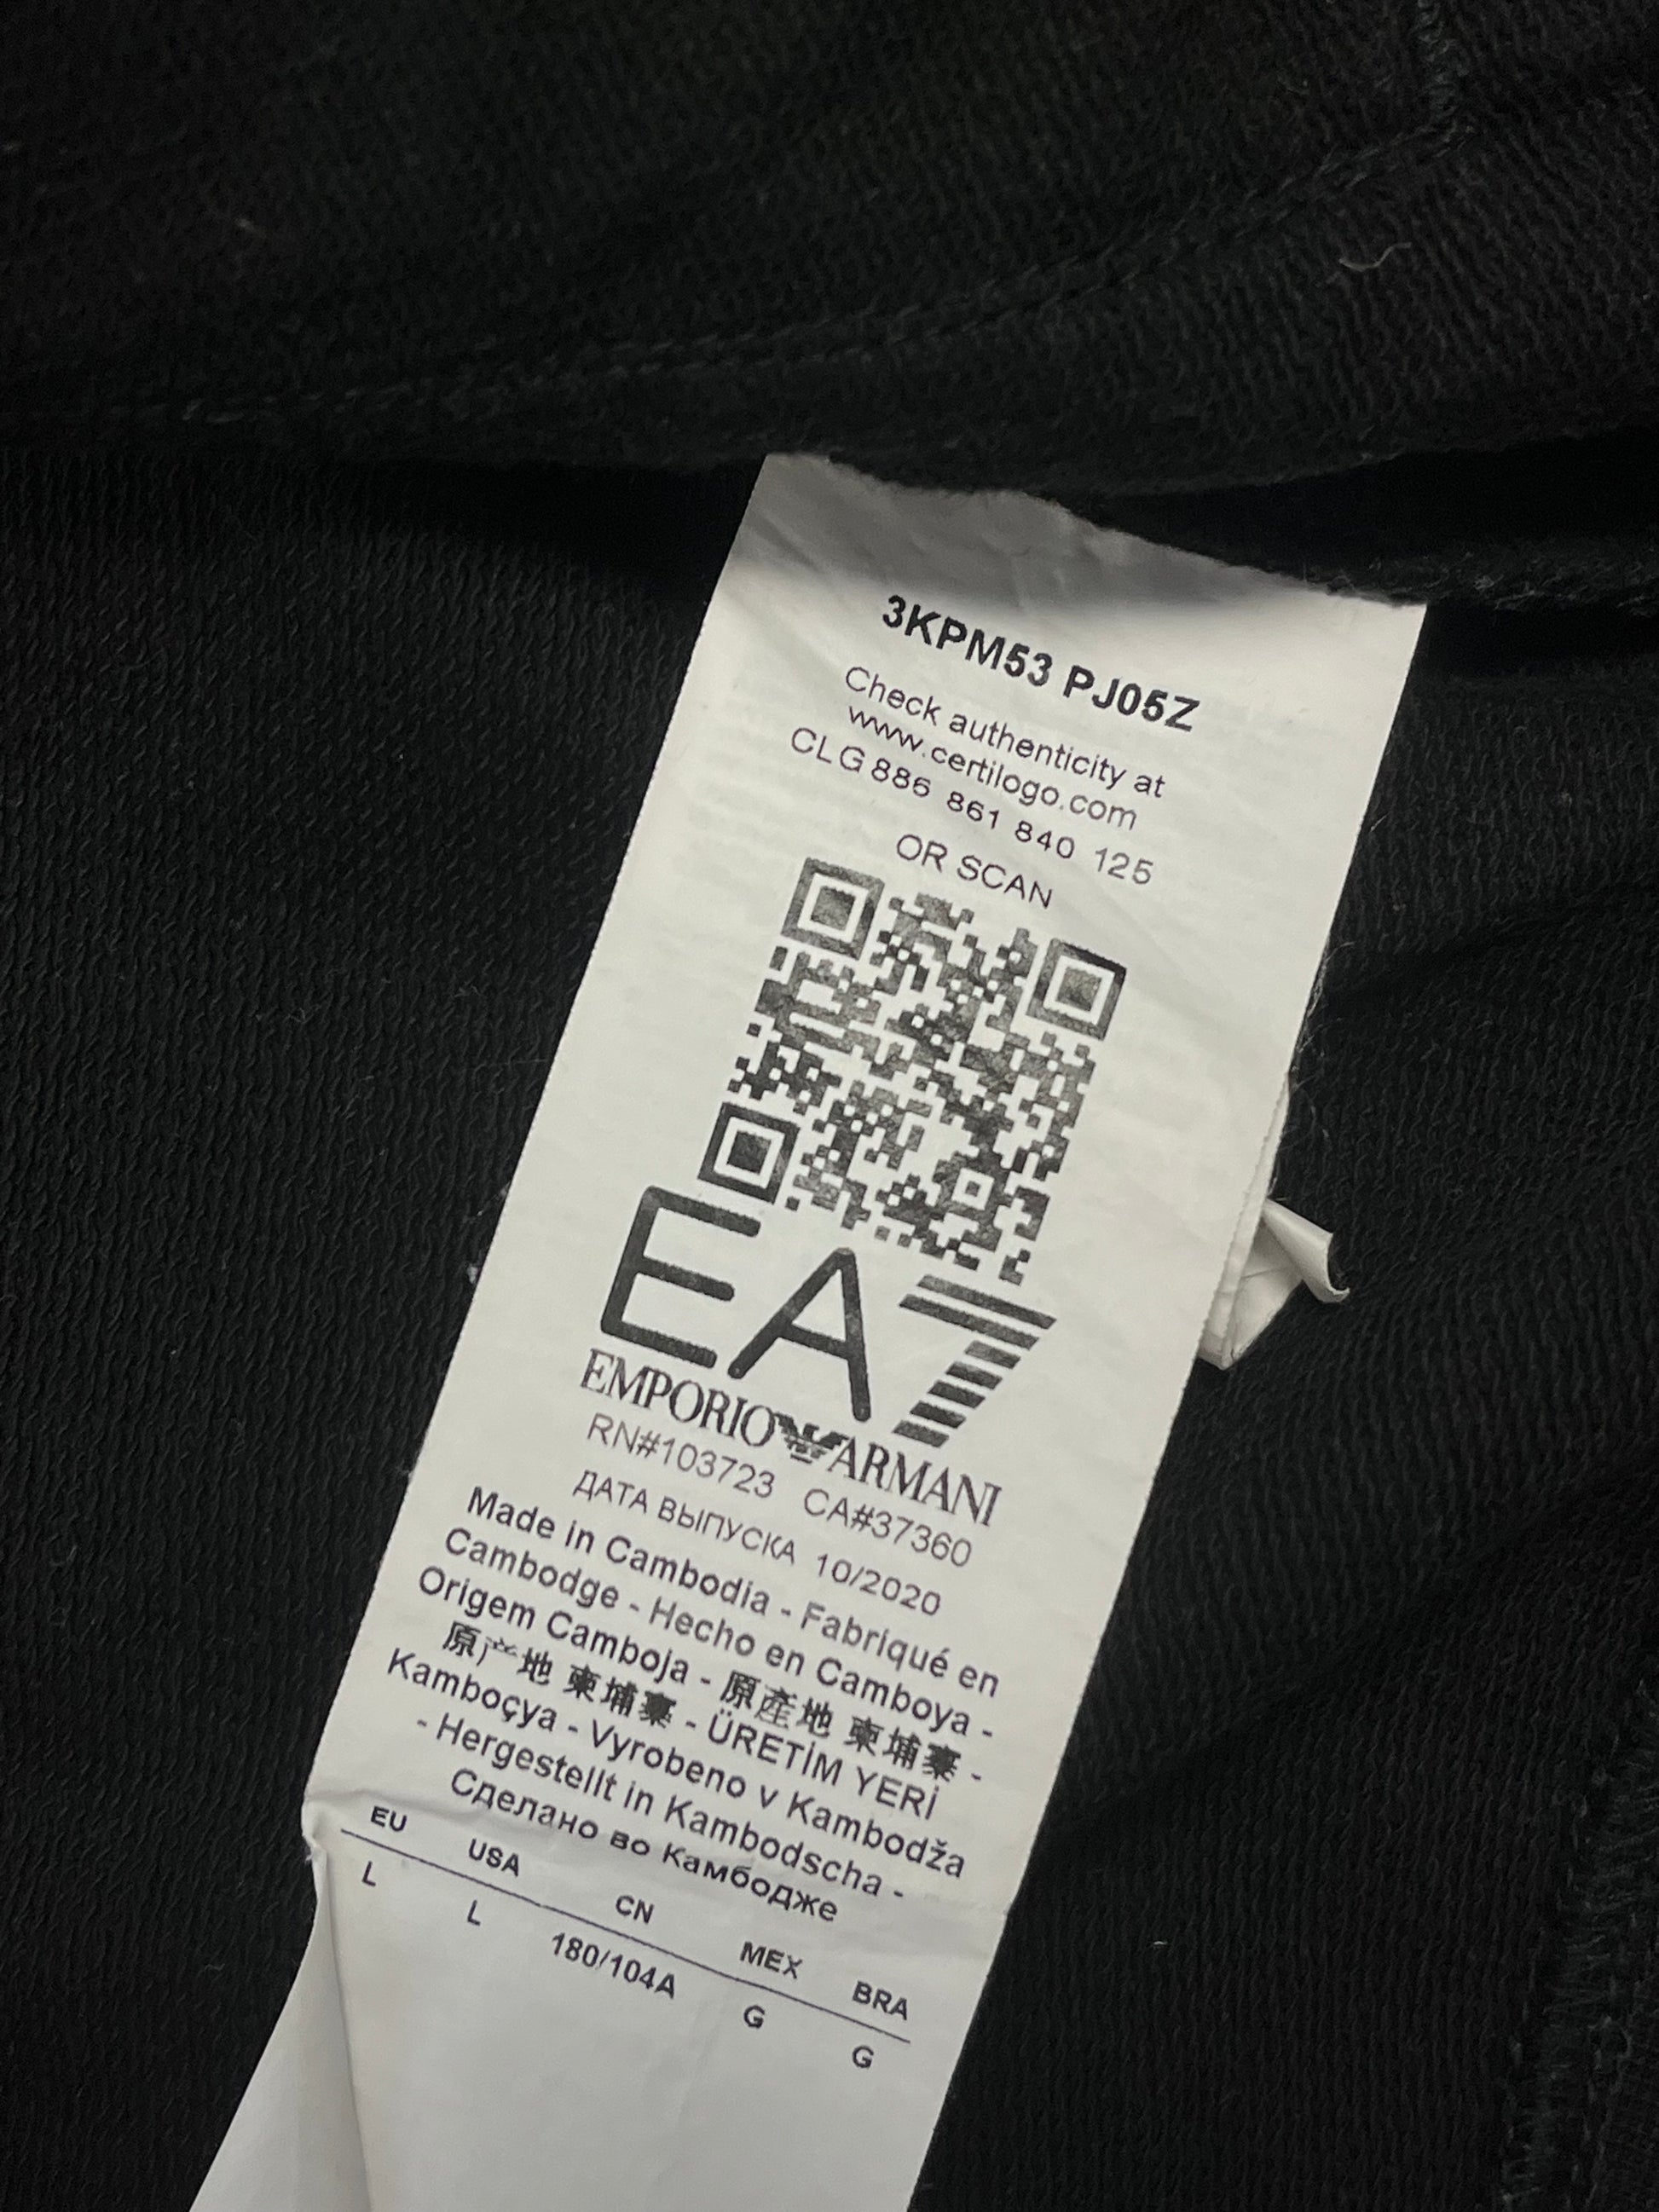 3KPM53 PJ05Z
Check authenticity at
www.certilogo.com
CLG 886 861 840 125
OR SCAN
EA7
EMPORIO ARMANI
RN#103723 CA#37360
ДАТА ВЫПУСКА 10/2020
Made in Cambodia - Fabriqué en
Cambodge - Hecho en Camboya -
Origem Camboja - 原產地 柬埔寨 -
原产地 柬埔寨 - ÜRETİM YERİ
Kamboçya - Vyrobeno v Kambodža
- Hergestellt in Kambodscha -
Сделано во Камбодже
EU USA CN MEX BRA
L L 180/104A G G